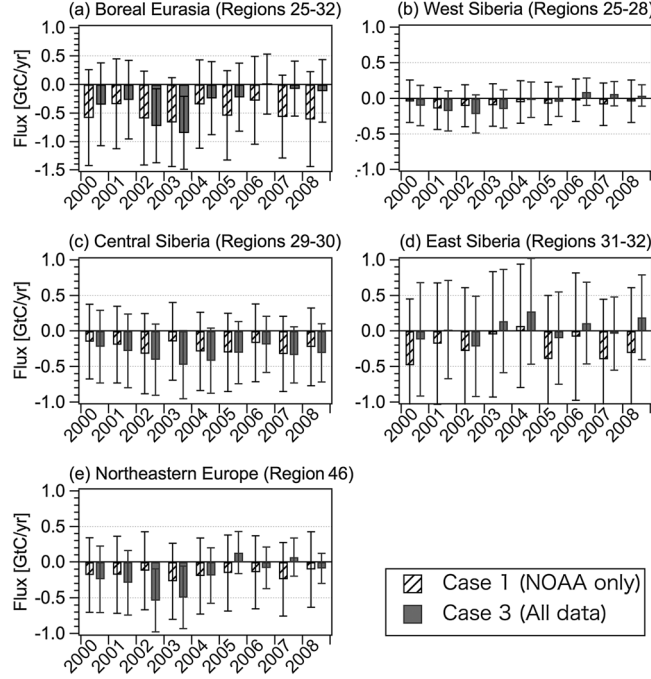 (a) Boreal Eurasia (Regions 25-32)
(b) West Siberia (Regions 25-28)
Flux [GtC/yr]
1.0
0.5
0.0
-0.5
-1.0
-1.5
2000 2001 2002 2003 2004 2005 2006 2007 2008
1.0
0.5
0.0
-0.5
-1.0
2000 2001 2002 2003 2004 2005 2006 2007 2008
(c) Central Siberia (Regions 29-30)
(d) East Siberia (Regions 31-32)
Flux [GtC/yr]
1.0
0.5
0.0
-0.5
-1.0
2000 2001 2002 2003 2004 2005 2006 2007 2008
1.0
0.5
0.0
-0.5
-1.0
2000 2001 2002 2003 2004 2005 2006 2007 2008
(e) Northeastern Europe (Region 46)
Flux [GtC/yr]
1.0
0.5
0.0
-0.5
-1.0
2000 2001 2002 2003 2004 2005 2006 2007 2008
Case 1 (NOAA only)
Case 3 (All data)